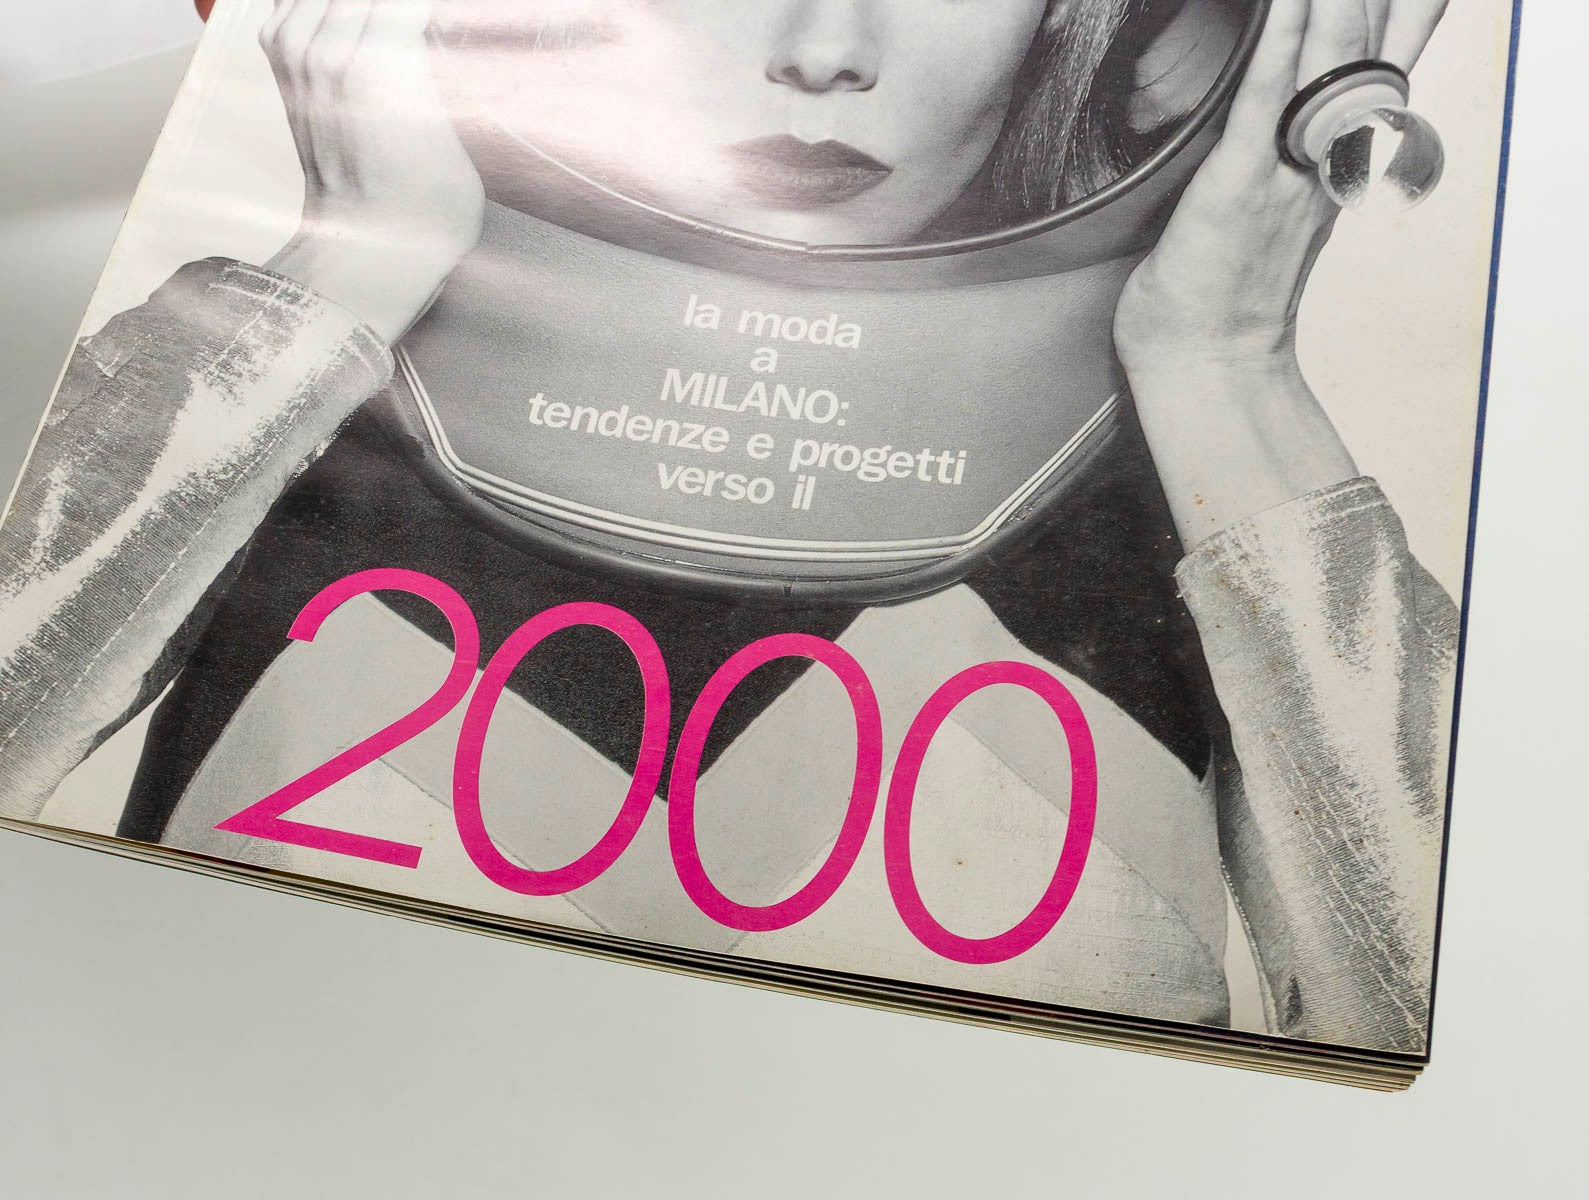 la moda
a
MILANO:
tendenze e progetti
verso il
2000